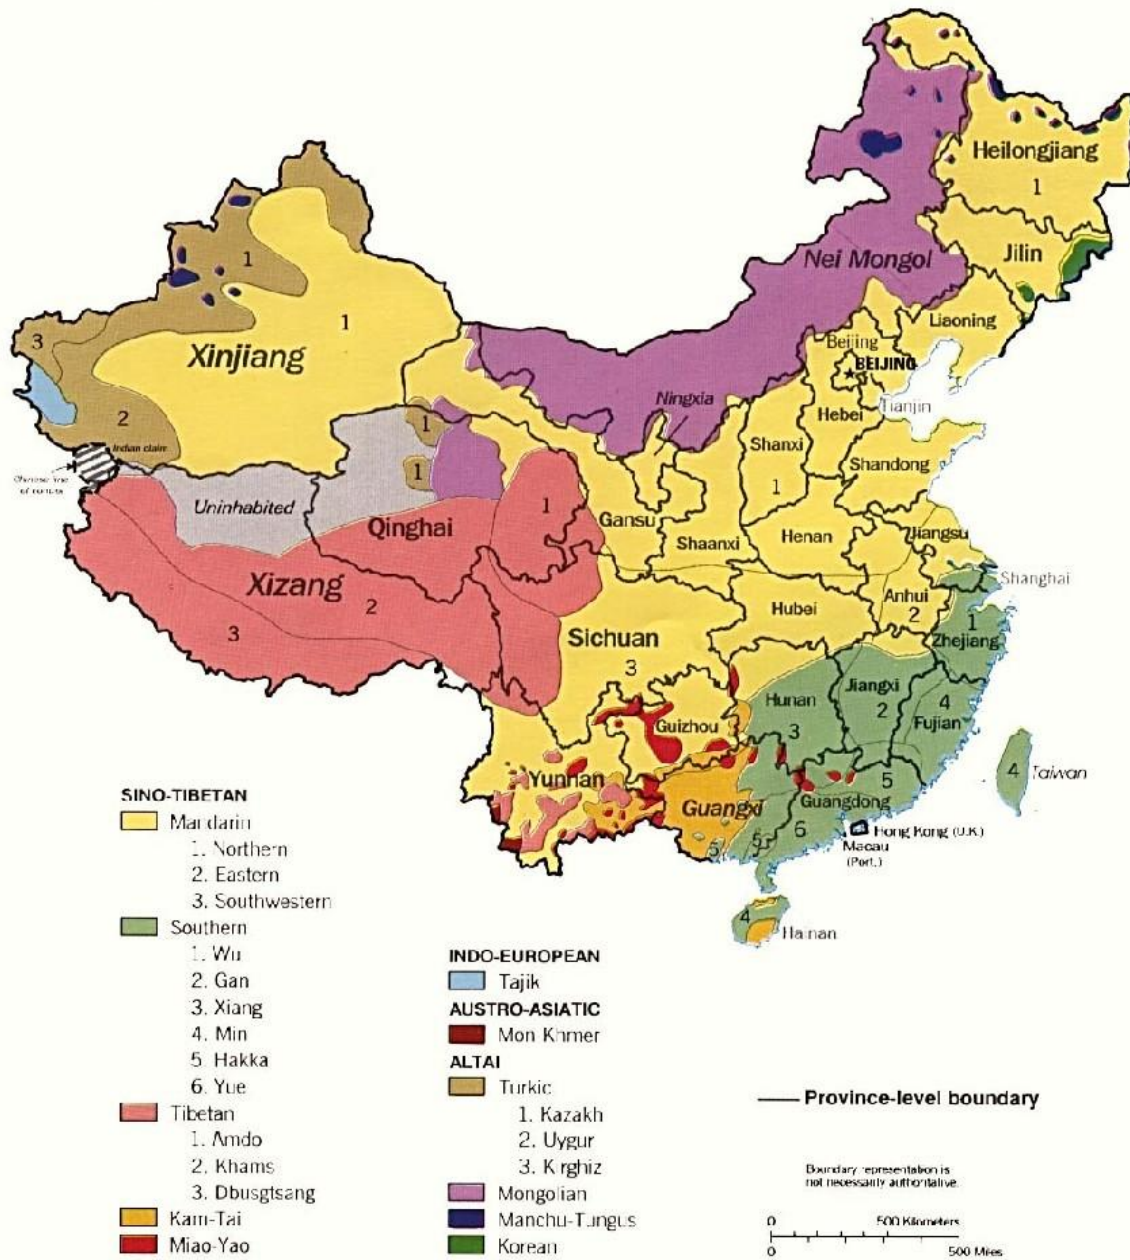 Heilongjiang
1
Jilin
Nei Mongol
Liaoning
Beijing
BEIJING
Tianjin
Hebei
1
1
3
Xinjiang
2
Indian claim
Chinese line
of control
Ningxia
Shanxi
1
Shandong
1
1
Uninhabited
Qinghai
1
Gansu
Shaanxi
Henan
Jiangsu
Xizang
2
3
Shanghai
Anhui
2
Hubei
1
Zhejiang
Sichuan
3
Hunan
3
Jiangxi
2
4
Fujian
Guizhou
Yunnan
Guangxi
5
Guangdong
4
Taiwan
5
5
6
Hong Kong (U.K.)
Macau
(Port.)
4
Hainan
SINO-TIBETAN
Mandarin
1. Northern
2. Eastern
3. Southwestern
Southern
1. Wu
2. Gan
3. Xiang
4. Min
5. Hakka
6. Yue
Tibetan
1. Amdo
2. Khams
3. Dbusgtsang
Kam-Tai
Miao-Yao
INDO-EUROPEAN
Tajik
AUSTRO-ASIATIC
Mon Khmer
ALTAI
Turkic
1. Kazakh
2. Uygur
3. Kirghiz
Mongolian
Manchu-Tungus
Korean
Province-level boundary
Boundary representation is
not necessarily authoritative.
0 500 Kilometers
0 500 Miles